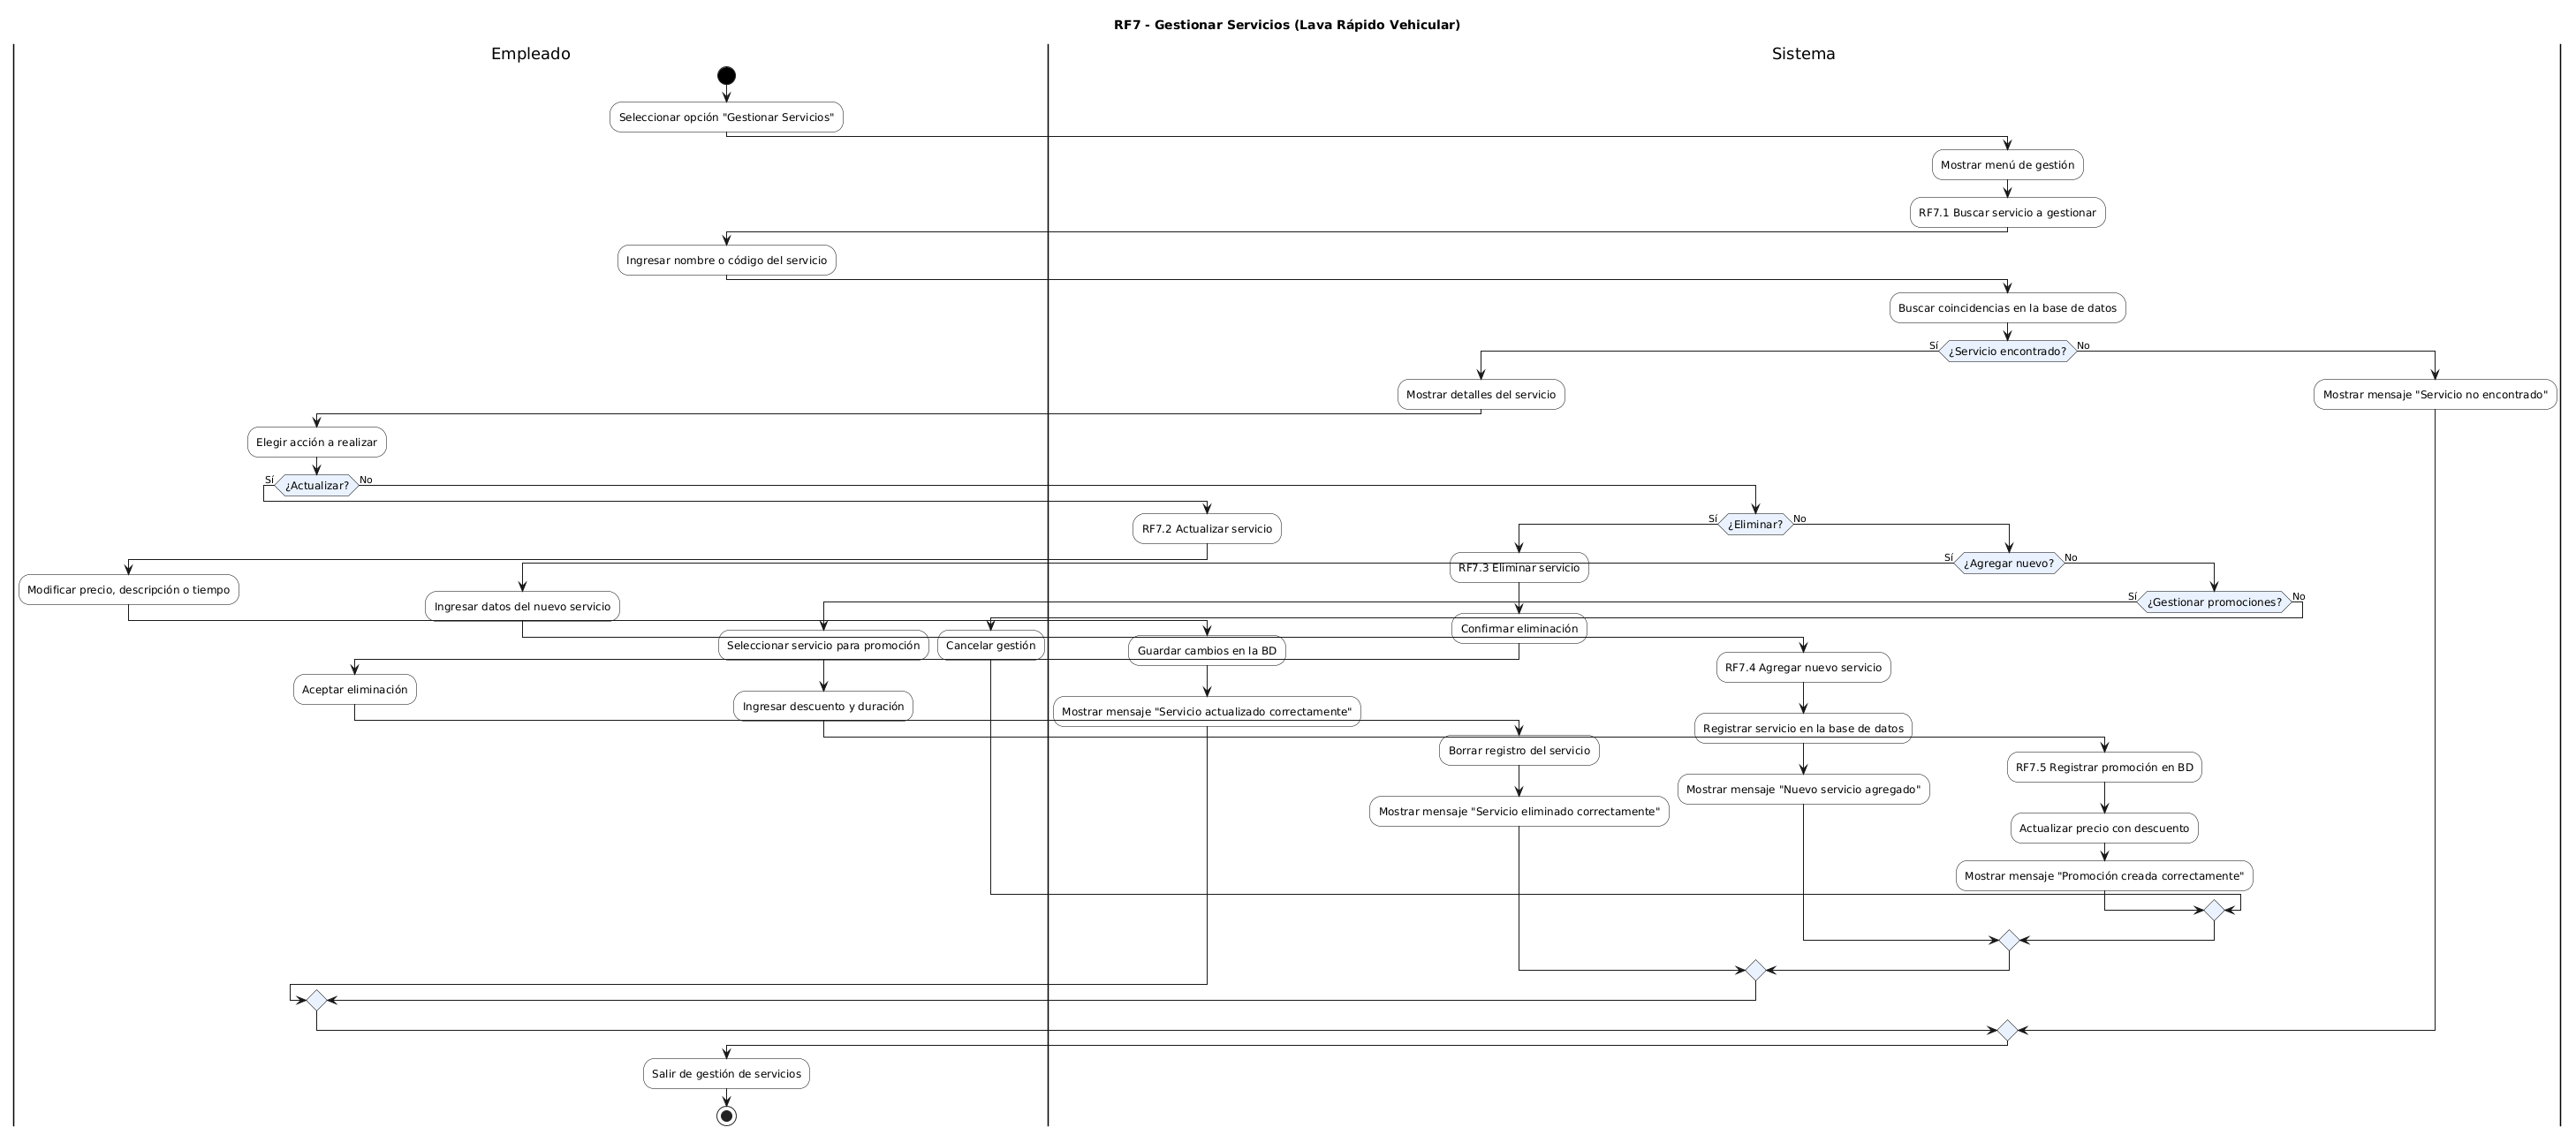 RF7 - Gestionar Servicios (Lava Rápido Vehicular)
Empleado
Sistema
Seleccionar opción "Gestionar Servicios"
Mostrar menú de gestión
RF7.1 Buscar servicio a gestionar
Ingresar nombre o código del servicio
Buscar coincidencias en la base de datos
Sí
¿Servicio encontrado?
No
Mostrar detalles del servicio
Mostrar mensaje "Servicio no encontrado"
Elegir acción a realizar
Sí
¿Actualizar?
No
RF7.2 Actualizar servicio
Sí
¿Eliminar?
No
RF7.3 Eliminar servicio
Sí
¿Agregar nuevo?
No
Modificar precio, descripción o tiempo
Ingresar datos del nuevo servicio
Sí
¿Gestionar promociones?
No
Seleccionar servicio para promoción
Cancelar gestión
Guardar cambios en la BD
Confirmar eliminación
RF7.4 Agregar nuevo servicio
Aceptar eliminación
Ingresar descuento y duración
Mostrar mensaje "Servicio actualizado correctamente"
Registrar servicio en la base de datos
Borrar registro del servicio
RF7.5 Registrar promoción en BD
Mostrar mensaje "Nuevo servicio agregado"
Mostrar mensaje "Servicio eliminado correctamente"
Actualizar precio con descuento
Mostrar mensaje "Promoción creada correctamente"
Salir de gestión de servicios